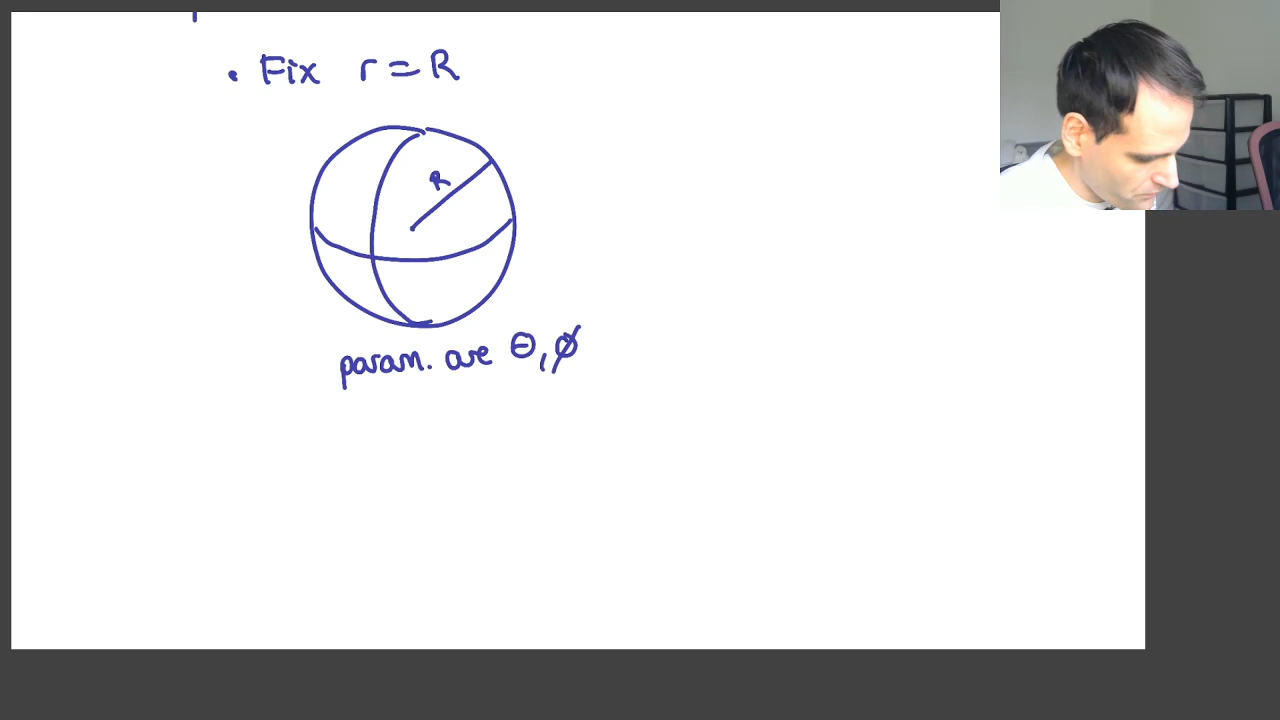 • Fix r = R
R
param. are θ, ϕ